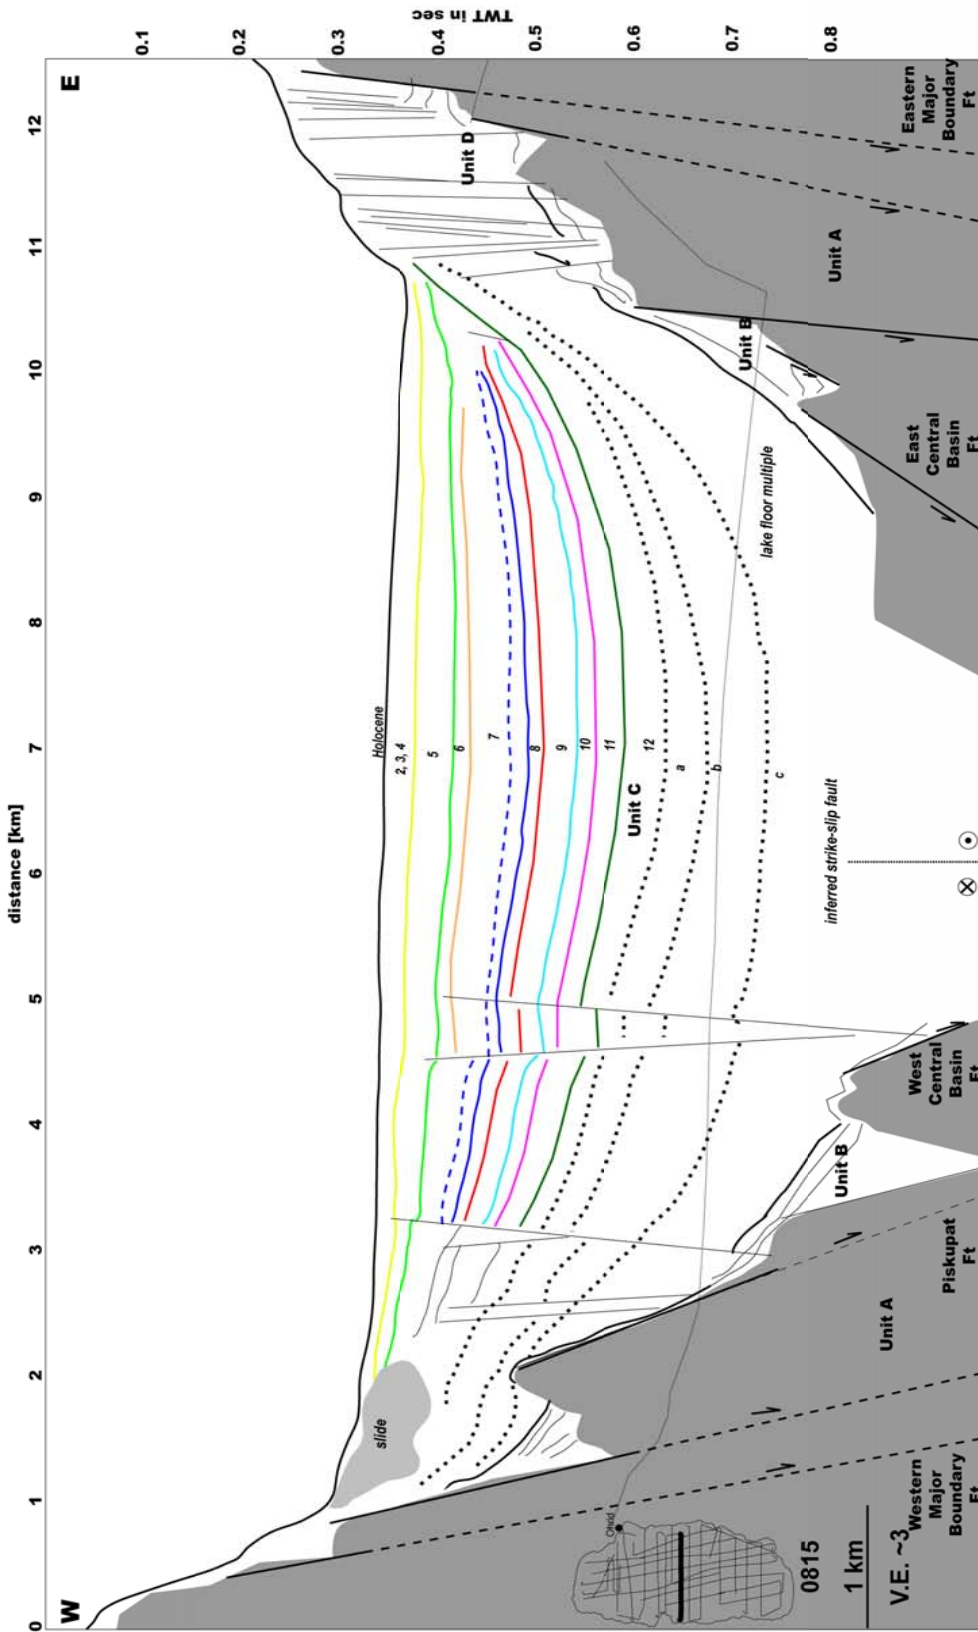 distance [km]
0
1
2
3
4
5
6
7
8
9
10
11
12
W
E
TWT in sec
0.1
0.2
0.3
0.4
0.5
0.6
0.7
0.8
slide
Holocene
2, 3, 4
5
6
7
8
9
10
11
12
a
b
c
Unit C
Unit D
Unit B
Unit B
Unit A
Unit A
lake floor multiple
inferred strike-slip fault
Western
Major
Boundary
Ft
Piskupat
Ft
West
Central
Basin
Ft
East
Central
Basin
Ft
Eastern
Major
Boundary
Ft
Ohrid
0815
1 km
V.E. ~3